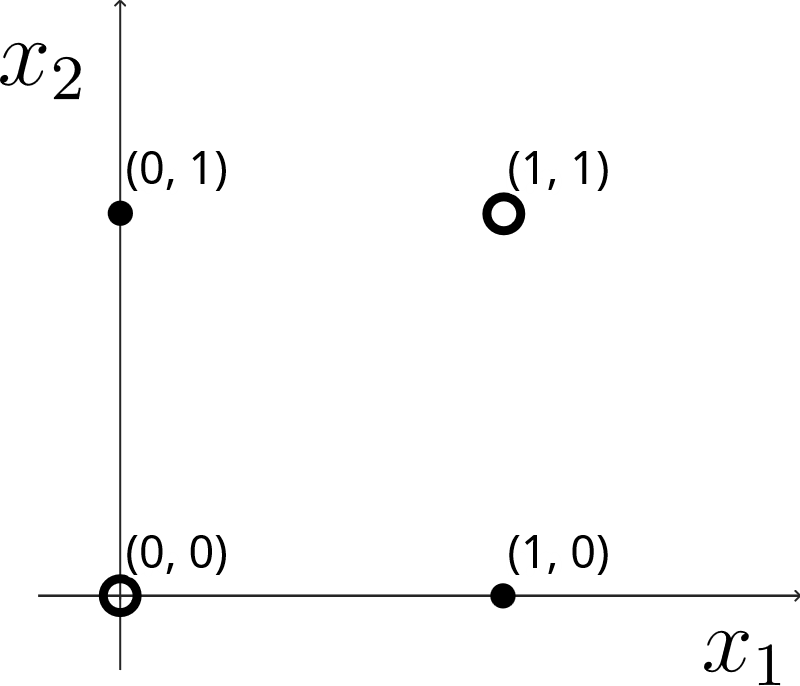 x₂
(0, 1) (1, 1)
(0, 0) (1, 0)
x₁